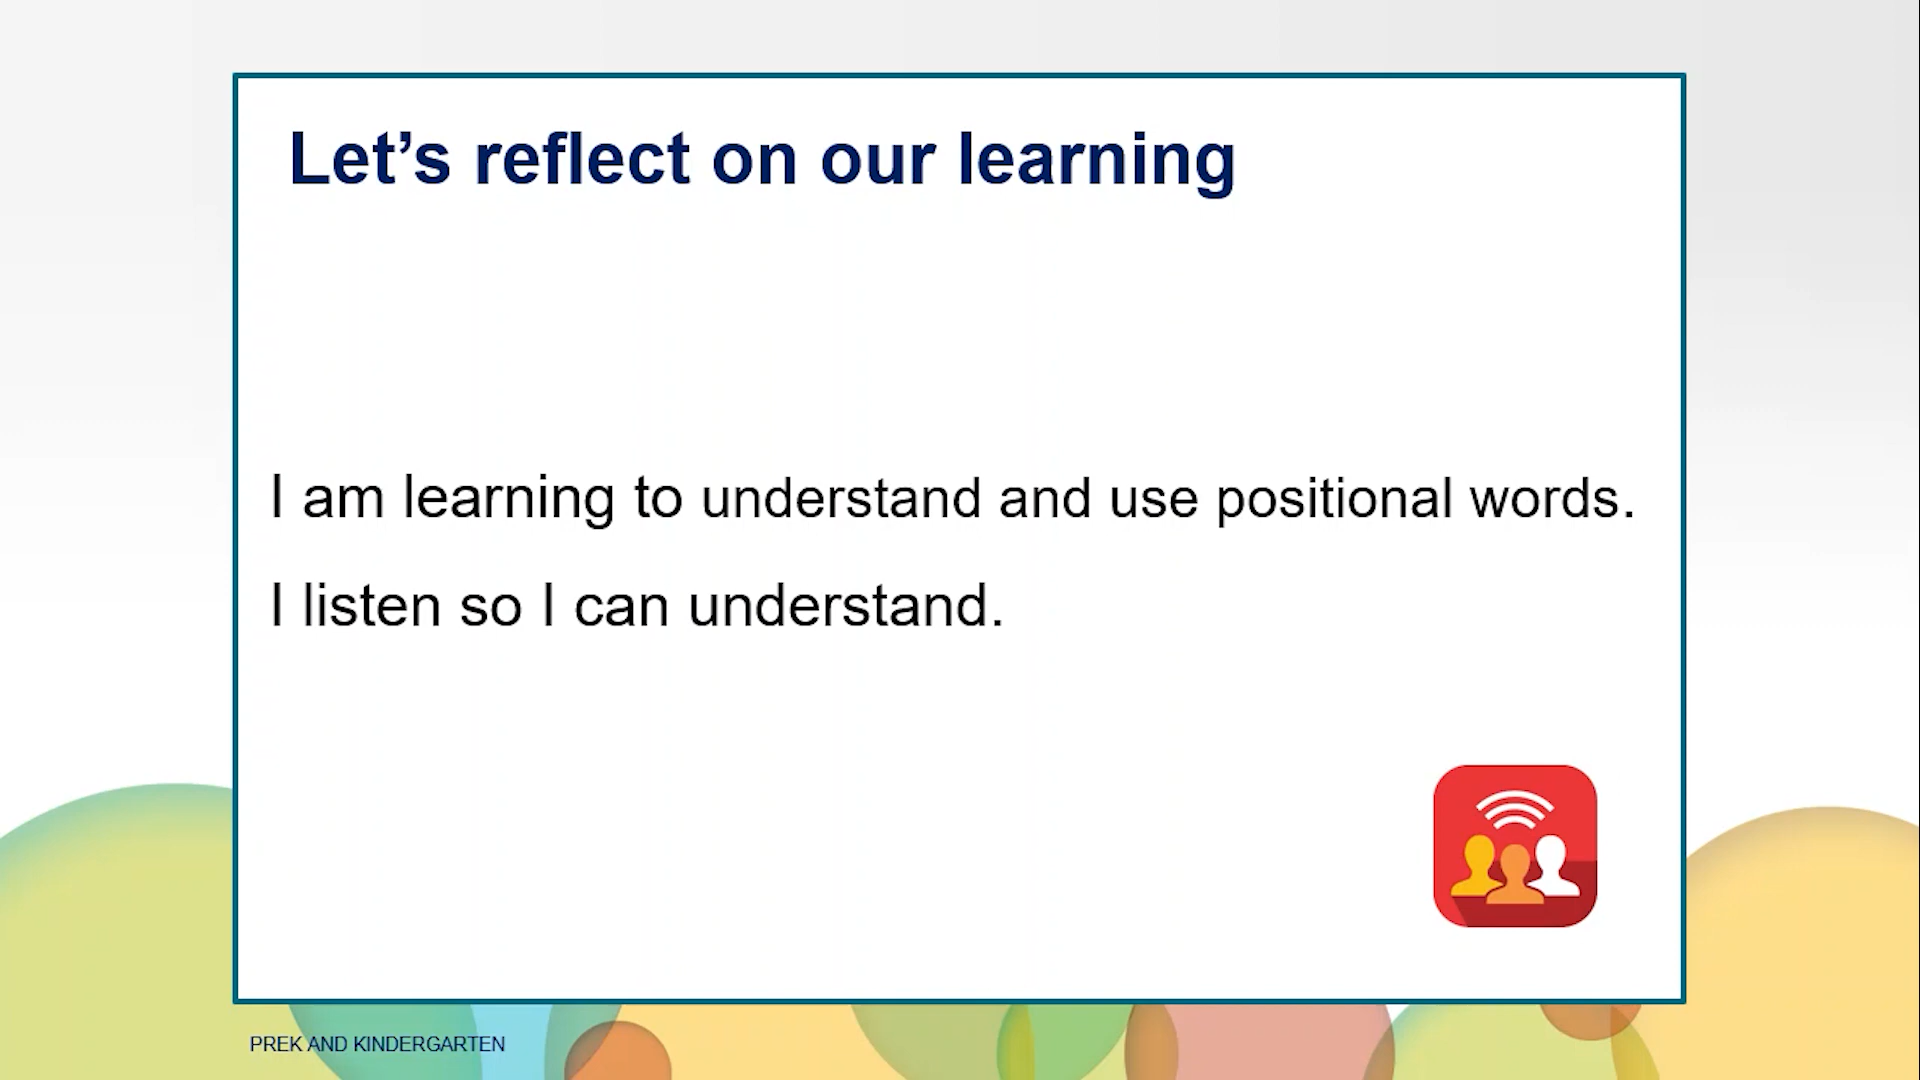 Let’s reflect on our learning
I am learning to understand and use positional words.
I listen so I can understand.
PREK AND KINDERGARTEN